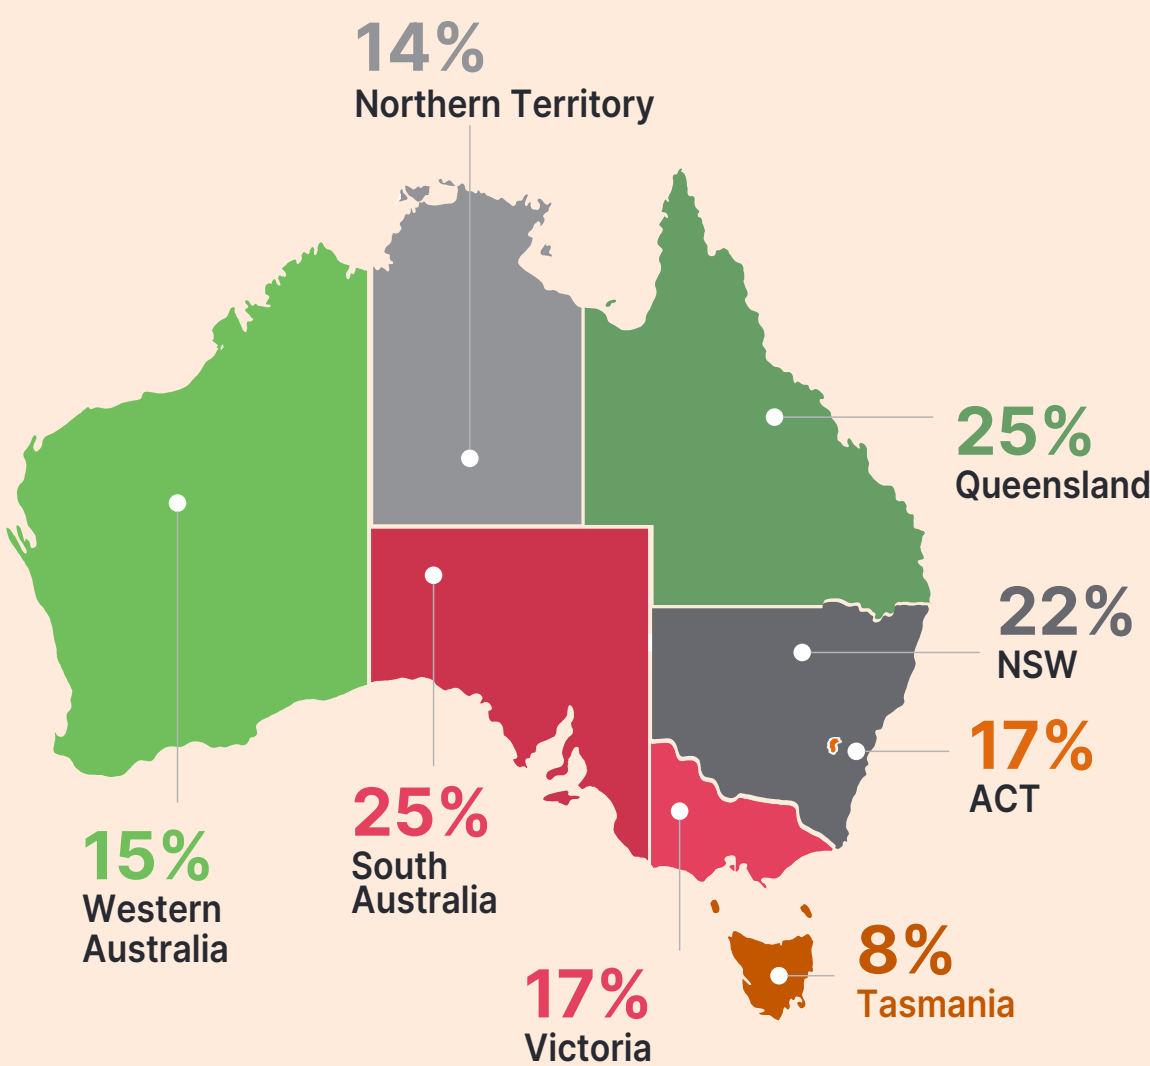 14%
Northern Territory
25%
Queensland
22%
NSW
17%
ACT
25%
South
Australia
15%
Western
Australia
8%
Tasmania
17%
Victoria